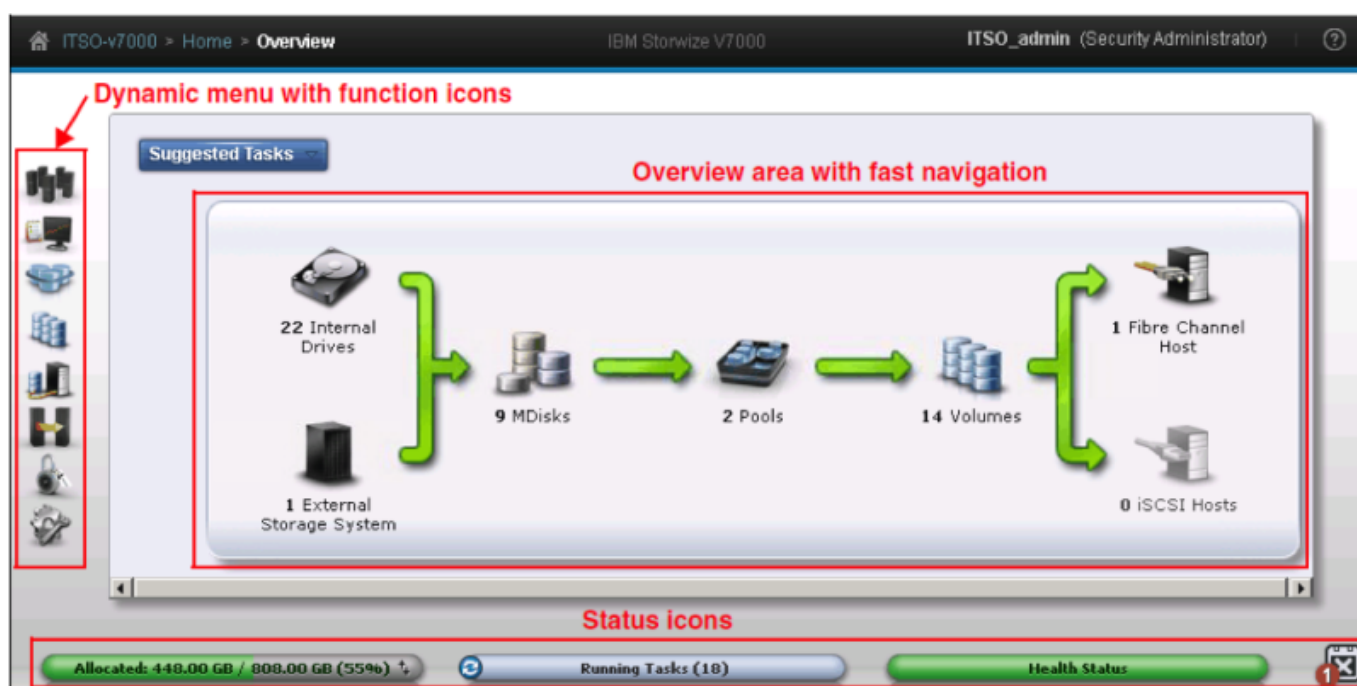 ITSO-v7000 > Home > Overview
IBM Storwize V7000
ITSO_admin (Security Administrator)
?
Dynamic menu with function icons
Suggested Tasks
Overview area with fast navigation
22 Internal
Drives
1 External
Storage System
9 MDisks
2 Pools
14 Volumes
1 Fibre Channel
Host
0 iSCSI Hosts
Status icons
Allocated: 448.00 GB / 808.00 GB (55%)
Running Tasks (18)
Health Status
1